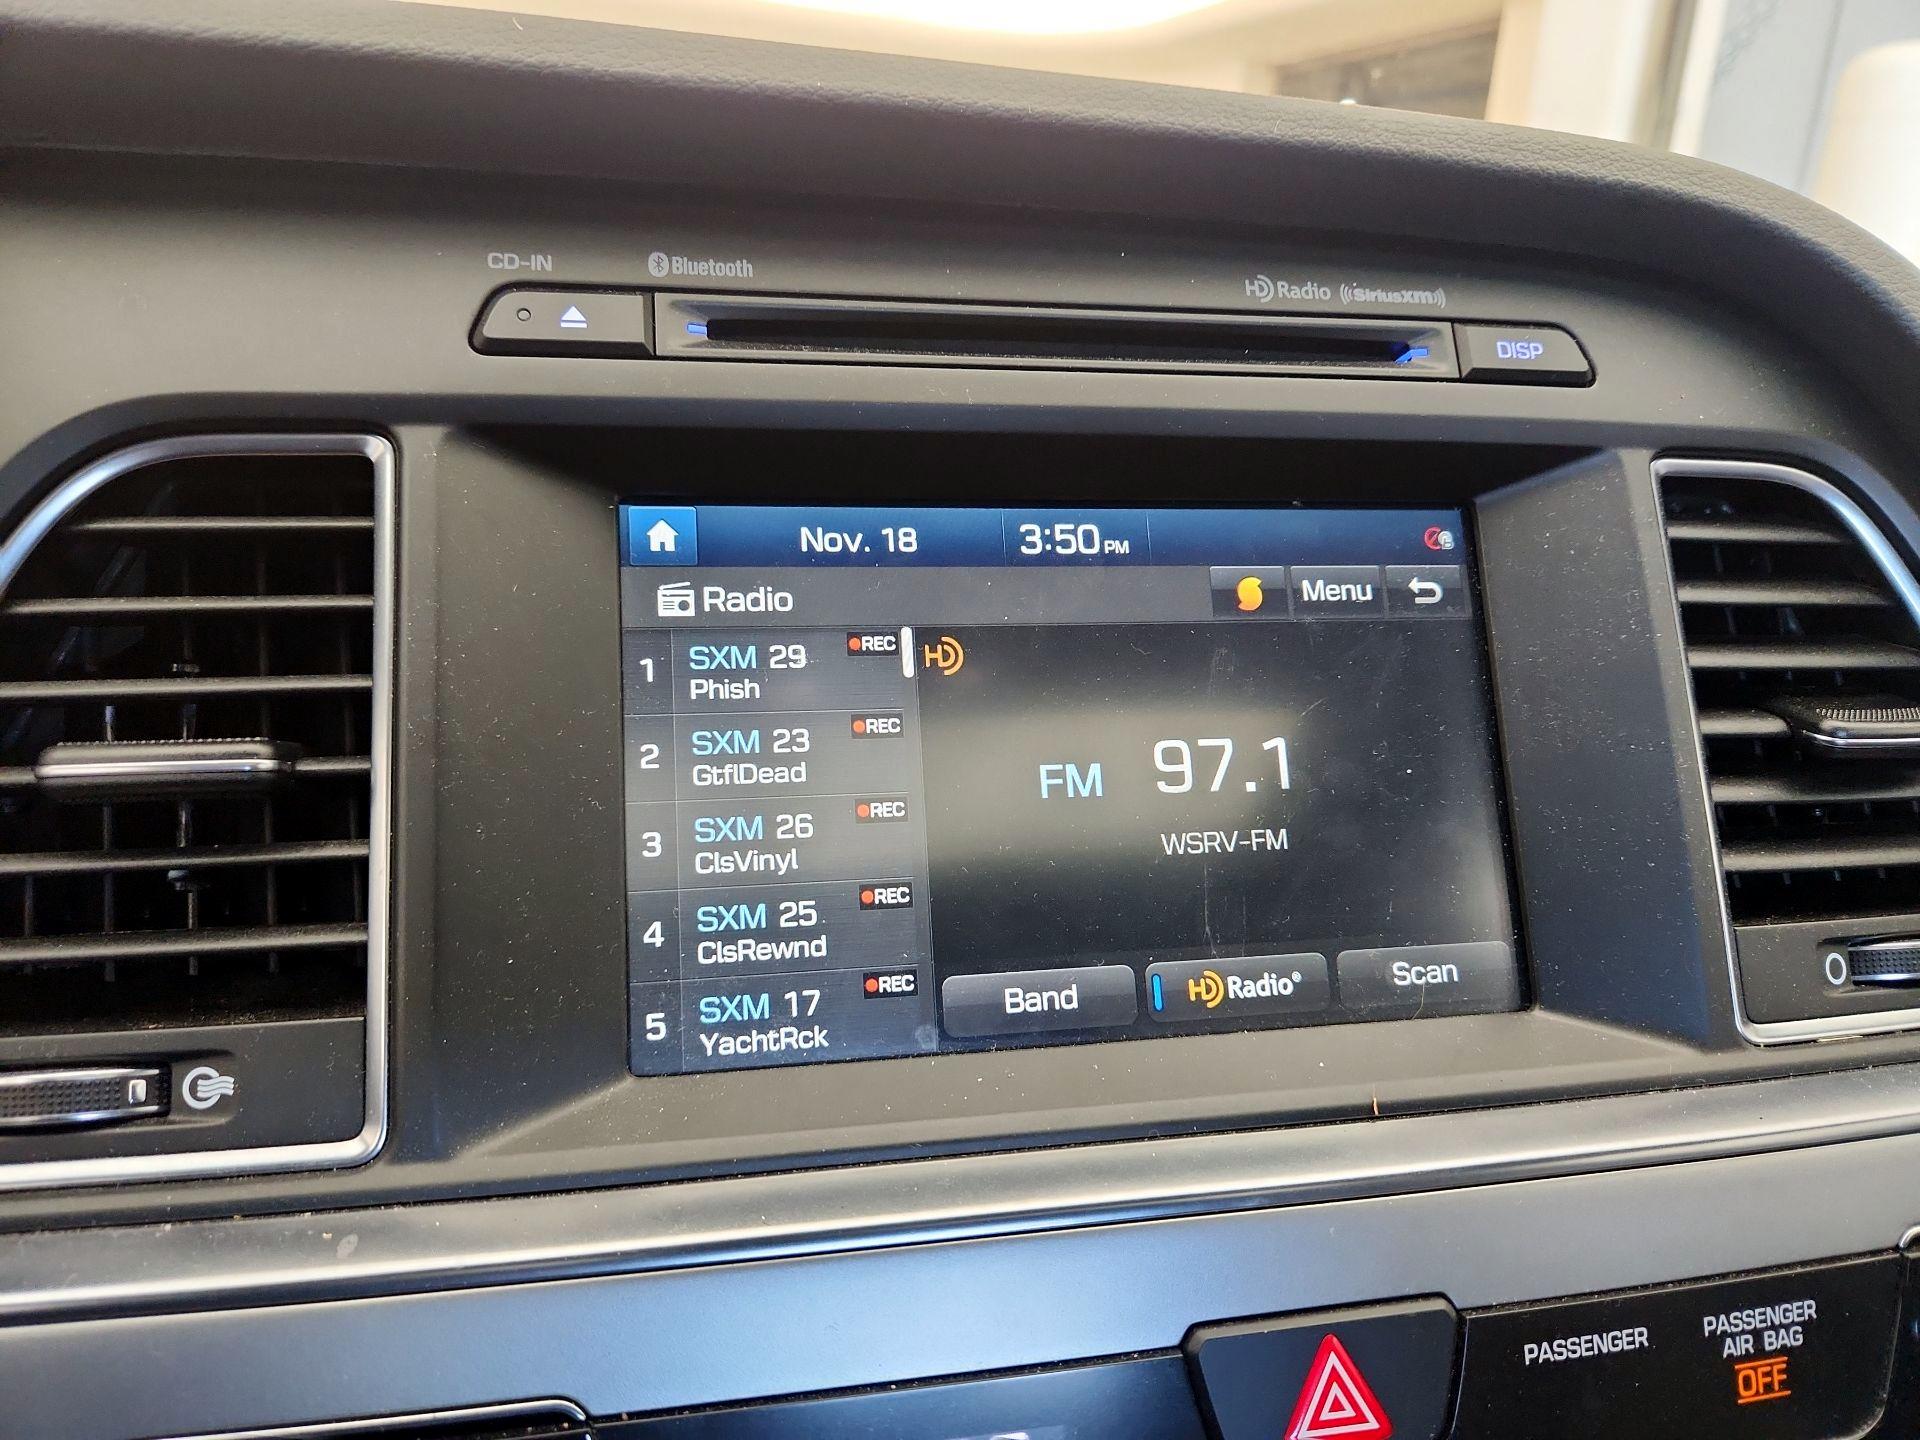 CD-IN
Bluetooth
HD Radio ((SiriusXM))
DISP
Nov. 18 3:50 PM
Radio
Menu
1 SXM 29 REC
Phish
2 SXM 23 REC
GtflDead
3 SXM 26 REC
ClsVinyl
4 SXM 25 REC
ClsRewnd
5 SXM 17 REC
YachtRck
HD
FM 97.1
WSRV-FM
Band
HD Radio®
Scan
PASSENGER
PASSENGER
AIR BAG
OFF